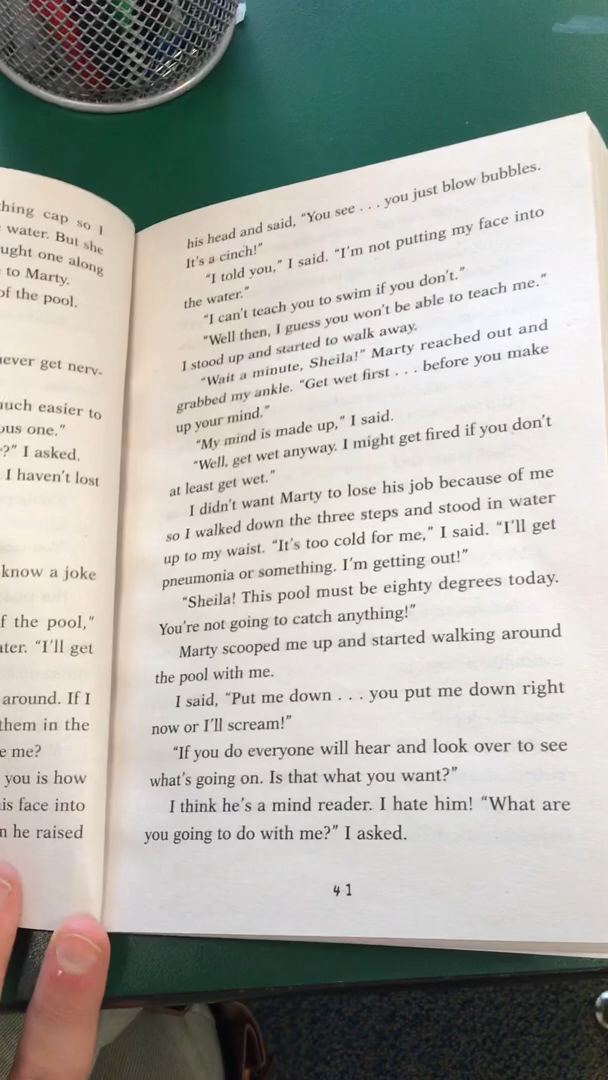 thing cap so I
water. But she
ught one along
to Marty.
of the pool.
never get nerv-
much easier to
ous one."
?" I asked.
I haven't lost
know a joke
f the pool,"
ater. "I'll get
around. If I
them in the
e me?
you is how
is face into
n he raised
his head and said, "You see . . . you just blow bubbles.
It's a cinch!"
"I told you," I said. "I'm not putting my face into
the water."
"I can't teach you to swim if you don't."
"Well then, I guess you won't be able to teach me."
I stood up and started to walk away.
"Wait a minute, Sheila!" Marty reached out and
grabbed my ankle. "Get wet first . . . before you make
up your mind."
"My mind is made up," I said.
"Well, get wet anyway. I might get fired if you don't
at least get wet."
I didn't want Marty to lose his job because of me
so I walked down the three steps and stood in water
up to my waist. "It's too cold for me," I said. "I'll get
pneumonia or something. I'm getting out!"
"Sheila! This pool must be eighty degrees today.
You're not going to catch anything!"
Marty scooped me up and started walking around
the pool with me.
I said, "Put me down . . . you put me down right
now or I'll scream!"
"If you do everyone will hear and look over to see
what's going on. Is that what you want?"
I think he's a mind reader. I hate him! "What are
you going to do with me?" I asked.
41